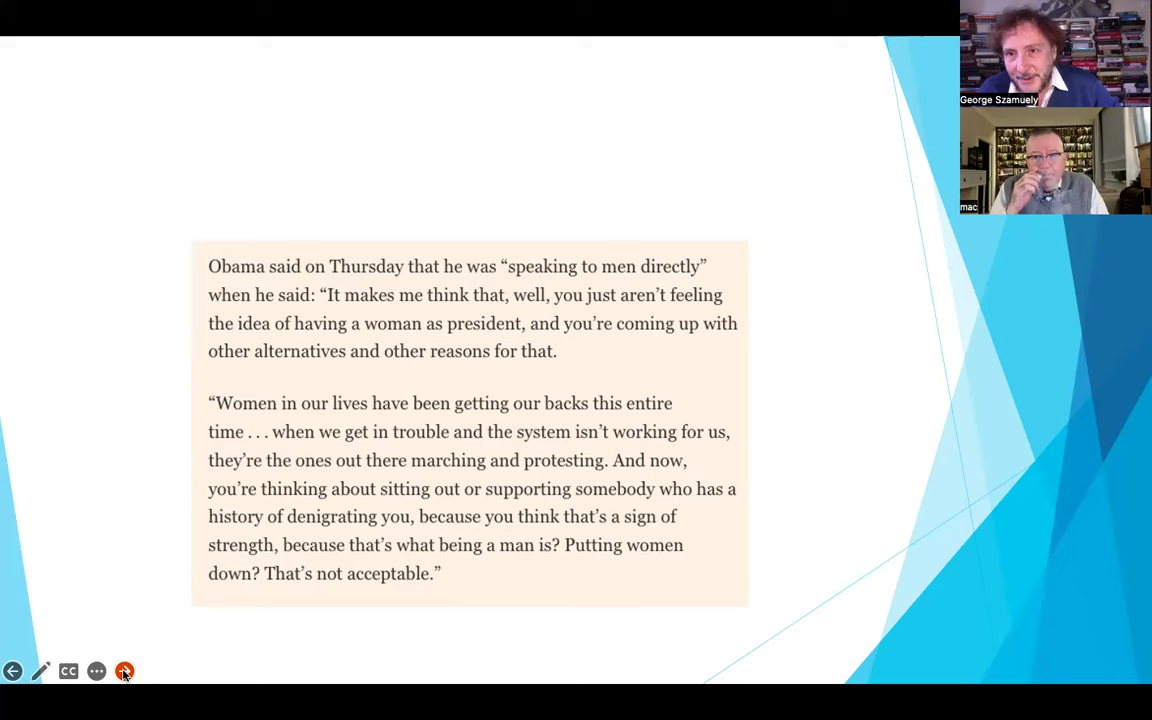 George Szamuely
mac
Obama said on Thursday that he was “speaking to men directly”
when he said: “It makes me think that, well, you just aren’t feeling
the idea of having a woman as president, and you’re coming up with
other alternatives and other reasons for that.
“Women in our lives have been getting our backs this entire
time . . . when we get in trouble and the system isn’t working for us,
they’re the ones out there marching and protesting. And now,
you’re thinking about sitting out or supporting somebody who has a
history of denigrating you, because you think that’s a sign of
strength, because that’s what being a man is? Putting women
down? That’s not acceptable.”
CC